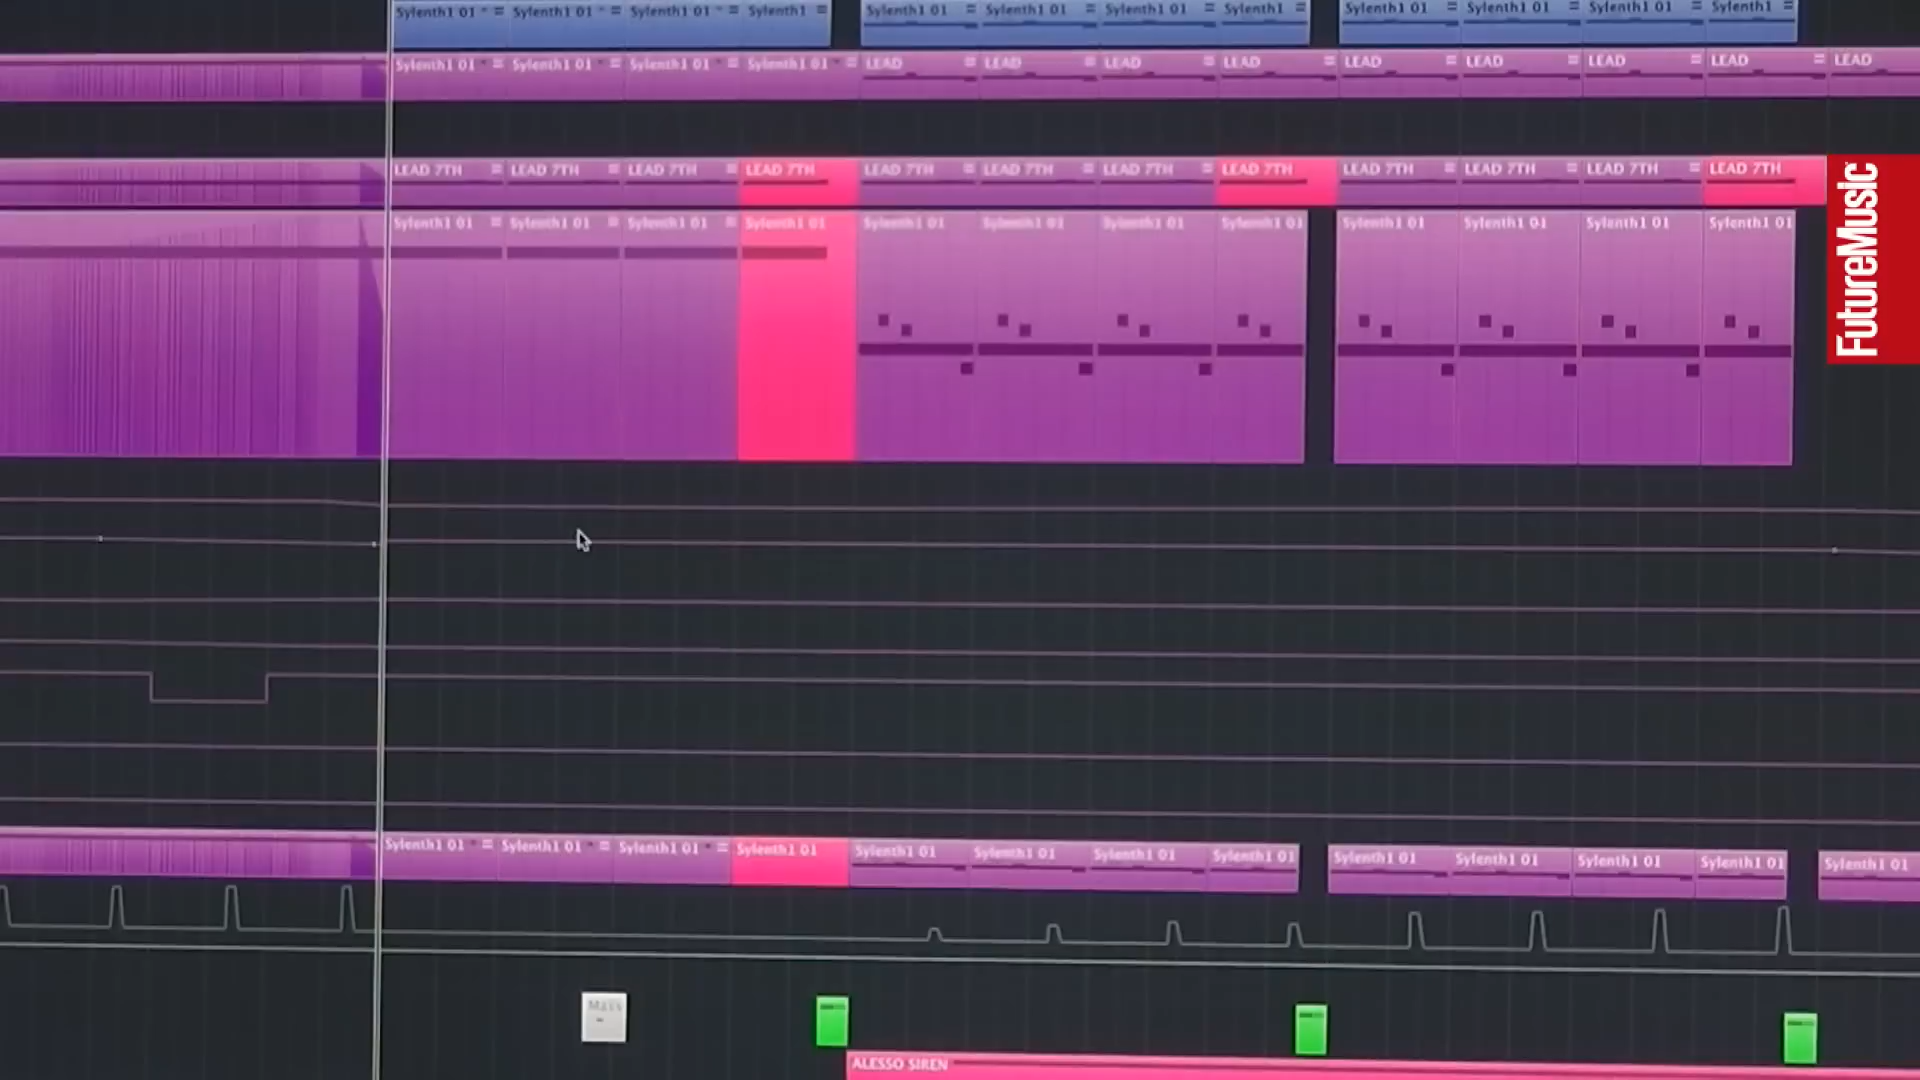 Sylenth1 01 Sylenth1 01 Sylenth1 01 Sylenth1 Sylenth1 01 Sylenth1 01 Sylenth1 01 Sylenth1 Sylenth1 01 Sylenth1 01 Sylenth1 01 Sylenth1
Sylenth1 01 Sylenth1 01 Sylenth1 01 Sylenth1 01 LEAD LEAD LEAD LEAD LEAD LEAD LEAD LEAD LEAD
LEAD 7TH LEAD 7TH LEAD 7TH LEAD 7TH LEAD 7TH LEAD 7TH LEAD 7TH LEAD 7TH LEAD 7TH LEAD 7TH LEAD 7TH LEAD 7TH
Sylenth1 01 Sylenth1 01 Sylenth1 01 Sylenth1 01 Sylenth1 01 Sylenth1 01 Sylenth1 01 Sylenth1 01 Sylenth1 01 Sylenth1 01 Sylenth1 01 Sylenth1 01
FutureMusic
Sylenth1 01 Sylenth1 01 Sylenth1 01 Sylenth1 01 Sylenth1 01 Sylenth1 01 Sylenth1 01 Sylenth1 01 Sylenth1 01 Sylenth1 01 Sylenth1 01 Sylenth1 01 Sylenth1 01
ALESSO SIREN